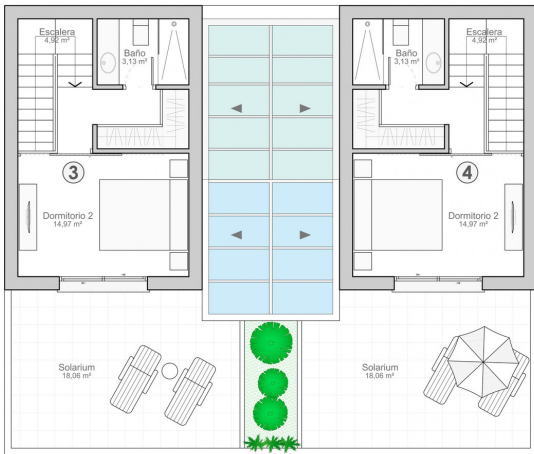 Escalera
4,92 m²
Baño
3,13 m²
Baño
3,13 m²
Escalera
4,92 m²
3
4
Dormitorio 2
14,97 m²
Dormitorio 2
14,97 m²
Solarium
18,06 m²
Solarium
18,06 m²